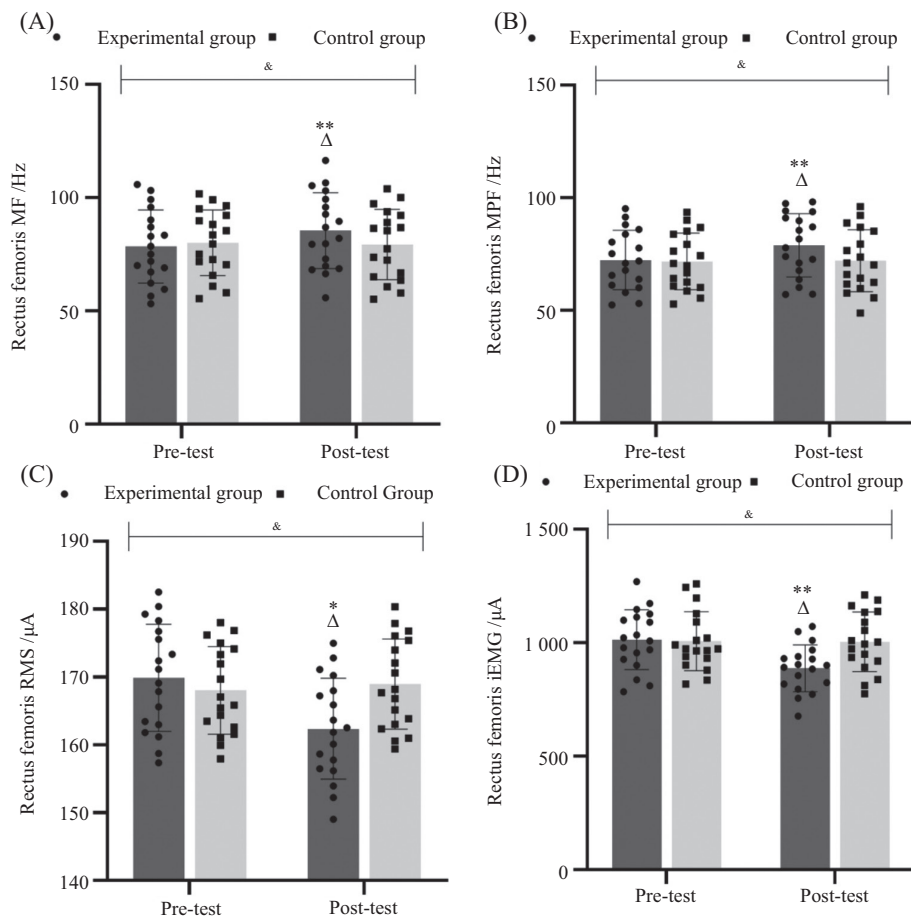 (A)
Experimental group Control group
&
150
100
50
0
Rectus femoris MF /Hz
**
Δ
Pre-test Post-test
(B)
Experimental group Control group
&
150
100
50
0
Rectus femoris MPF /Hz
**
Δ
Pre-test Post-test
(C)
Experimental group Control Group
&
190
180
170
160
150
140
Rectus femoris RMS /μA
*
Δ
Pre-test Post-test
(D)
Experimental group Control group
&
1 500
1 000
500
0
Rectus femoris iEMG /μA
**
Δ
Pre-test Post-test